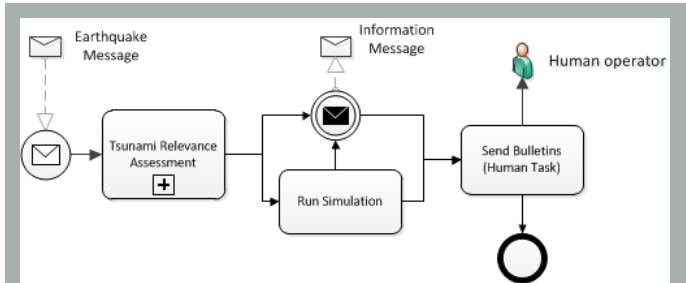 Earthquake
Message
Information
Message
Human operator
Tsunami Relevance
Assessment
Run Simulation
Send Bulletins
(Human Task)